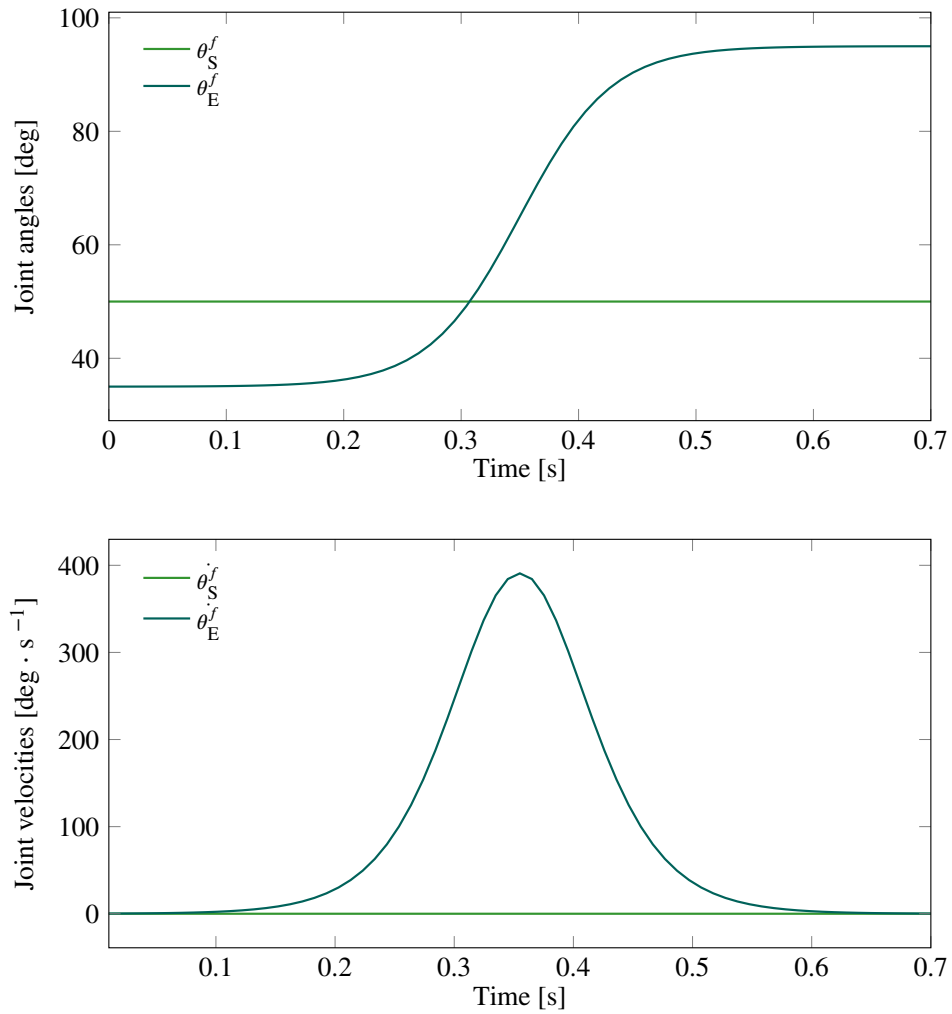 100
80
60
40
Joint angles [deg]
θ_S^f
θ_E^f
0 0.1 0.2 0.3 0.4 0.5 0.6 0.7
Time [s]
400
300
200
100
0
Joint velocities [deg · s⁻¹]
θ̇_S^f
θ̇_E^f
0.1 0.2 0.3 0.4 0.5 0.6 0.7
Time [s]